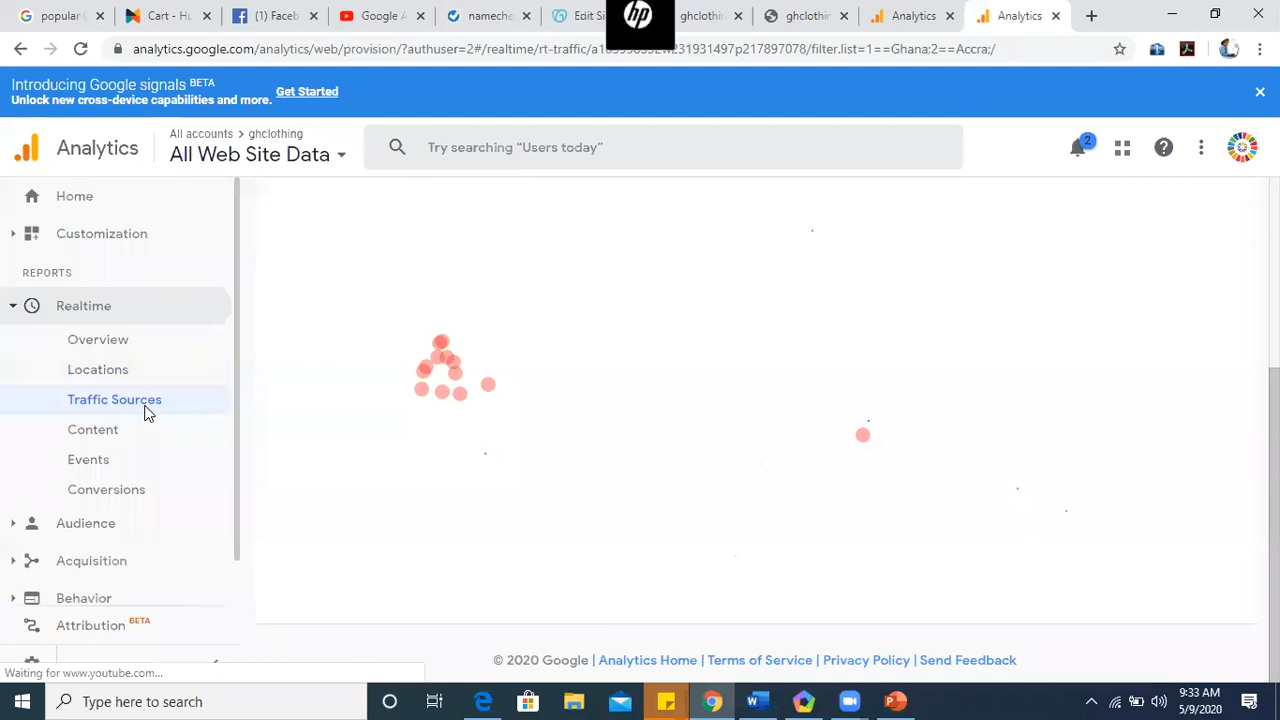 popular
Cart - H
(1) Faceb
Google A
nameche
Edit Si
ghclothing
ghclothin
Analytics
Analytics
hp
analytics.google.com/analytics/web/provision/?authuser=2#/realtime/rt-traffic/a165996552w231931497p217897078/filter.list=1==Ghana;2==Accra;/
Introducing Google signals BETA
Unlock new cross-device capabilities and more. Get Started
Analytics
All accounts > ghclothing
All Web Site Data
Try searching “Users today”
2
Home
Customization
REPORTS
Realtime
Overview
Locations
Traffic Sources
Content
Events
Conversions
Audience
Acquisition
Behavior
Attribution BETA
© 2020 Google | Analytics Home | Terms of Service | Privacy Policy | Send Feedback
Waiting for www.youtube.com...
Type here to search
9:33 AM
5/9/2020